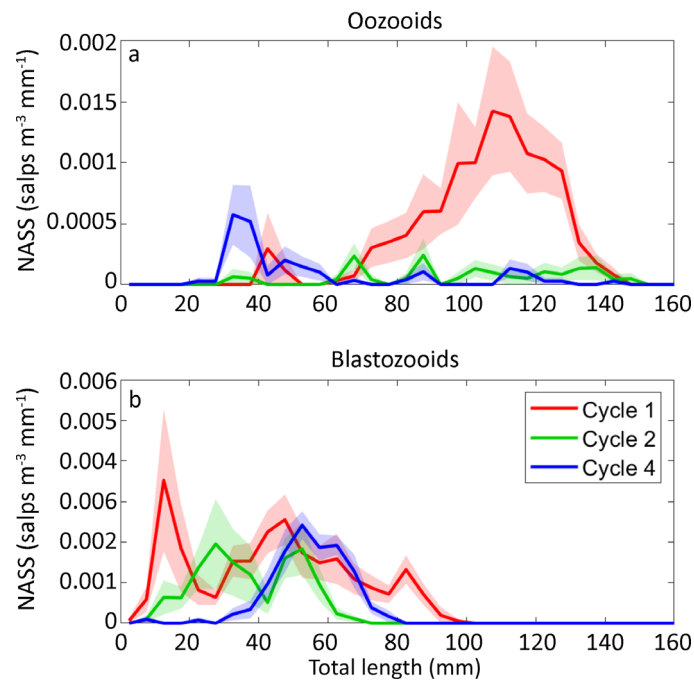 Oozooids
a
NASS (salps m⁻³ mm⁻¹)
0.002
0.015
0.001
0.0005
0
0 20 40 60 80 100 120 140 160
Blastozooids
b
NASS (salps m⁻³ mm⁻¹)
0.006
0.005
0.004
0.006
0.002
0.001
0
Cycle 1
Cycle 2
Cycle 4
0 20 40 60 80 100 120 140 160
Total length (mm)